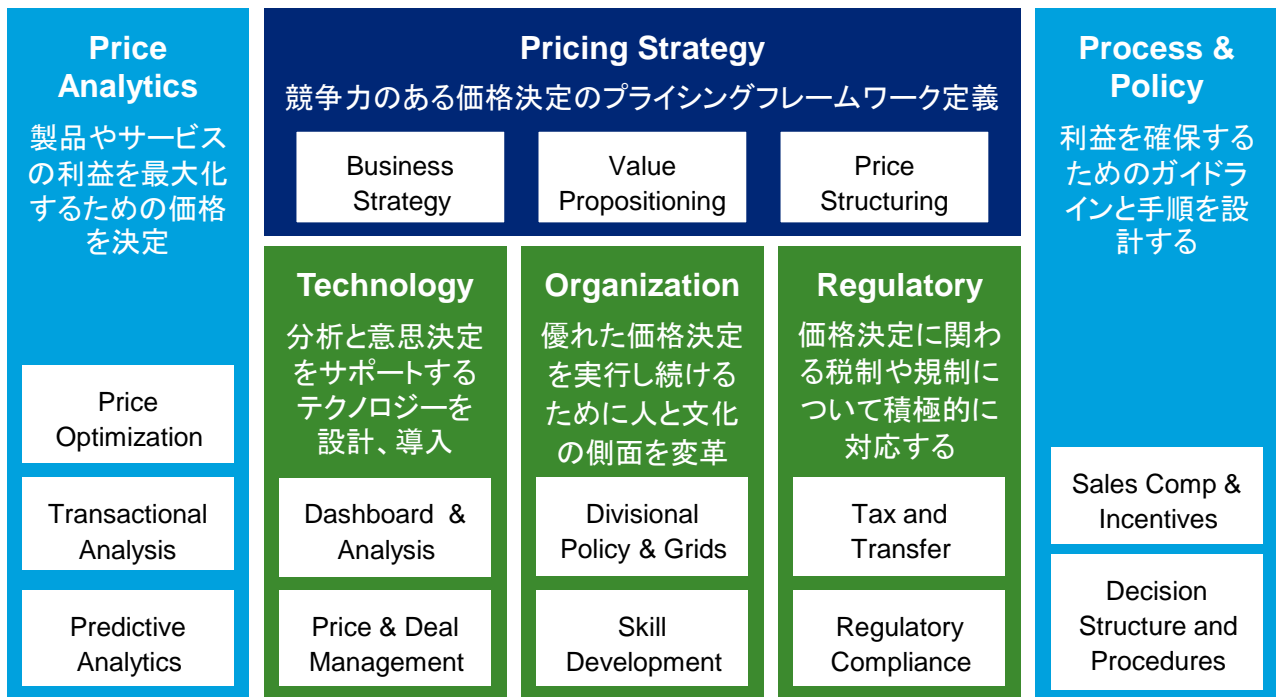 Price
Analytics
製品やサービス
の利益を最大化
するための価格
を決定
Price
Optimization
Transactional
Analysis
Predictive
Analytics
Pricing Strategy
競争力のある価格決定のプライシングフレームワーク定義
Business
Strategy
Value
Propositioning
Price
Structuring
Technology
分析と意思決定
をサポートする
テクノロジーを
設計、導入
Dashboard &
Analysis
Price & Deal
Management
Organization
優れた価格決定
を実行し続ける
ために人と文化
の側面を変革
Divisional
Policy & Grids
Skill
Development
Regulatory
価格決定に関わ
る税制や規制に
ついて積極的に
対応する
Tax and
Transfer
Regulatory
Compliance
Process &
Policy
利益を確保する
ためのガイドラ
インと手順を設
計する
Sales Comp &
Incentives
Decision
Structure and
Procedures